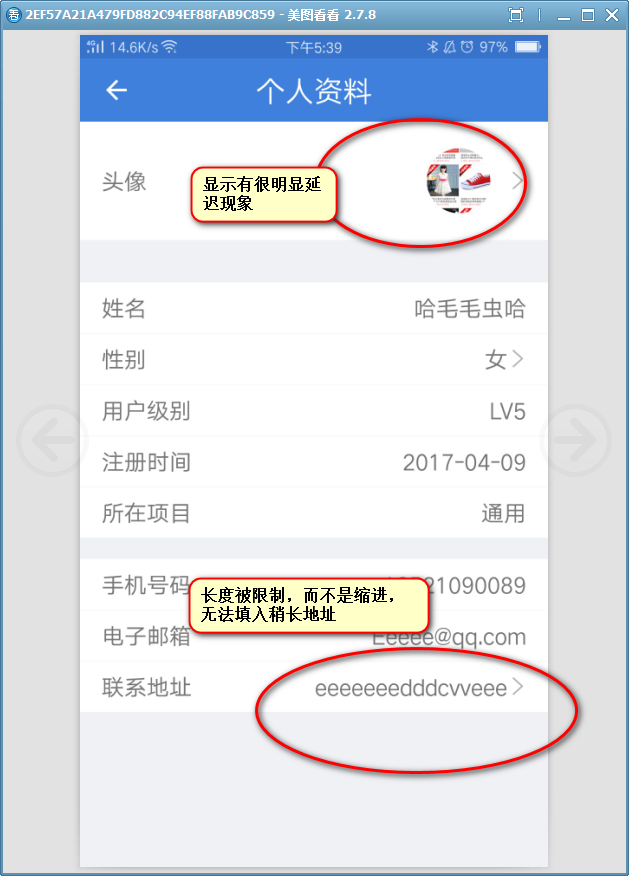 2EF57A21A479FD882C94EF88FAB9C859 - 美图看看 2.7.8
14.6K/s 下午5:39 97%
个人资料
头像
显示有很明显延
迟现象
姓名 哈毛毛虫哈
性别 女
用户级别 LV5
注册时间 2017-04-09
所在项目 通用
手机号码 21090089
长度被限制，而不是缩进，
无法填入稍长地址
电子邮箱 Eeeee@qq.com
联系地址 eeeeeeedddcvveee